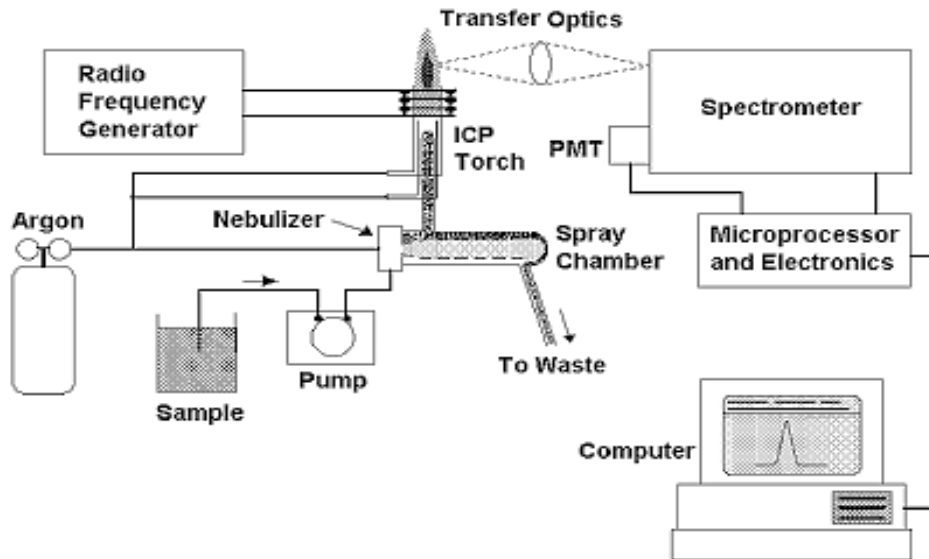 Transfer Optics
Radio
Frequency
Generator
Spectrometer
ICP
Torch
PMT
Argon
Nebulizer
Spray
Chamber
Microprocessor
and Electronics
Pump
To Waste
Sample
Computer